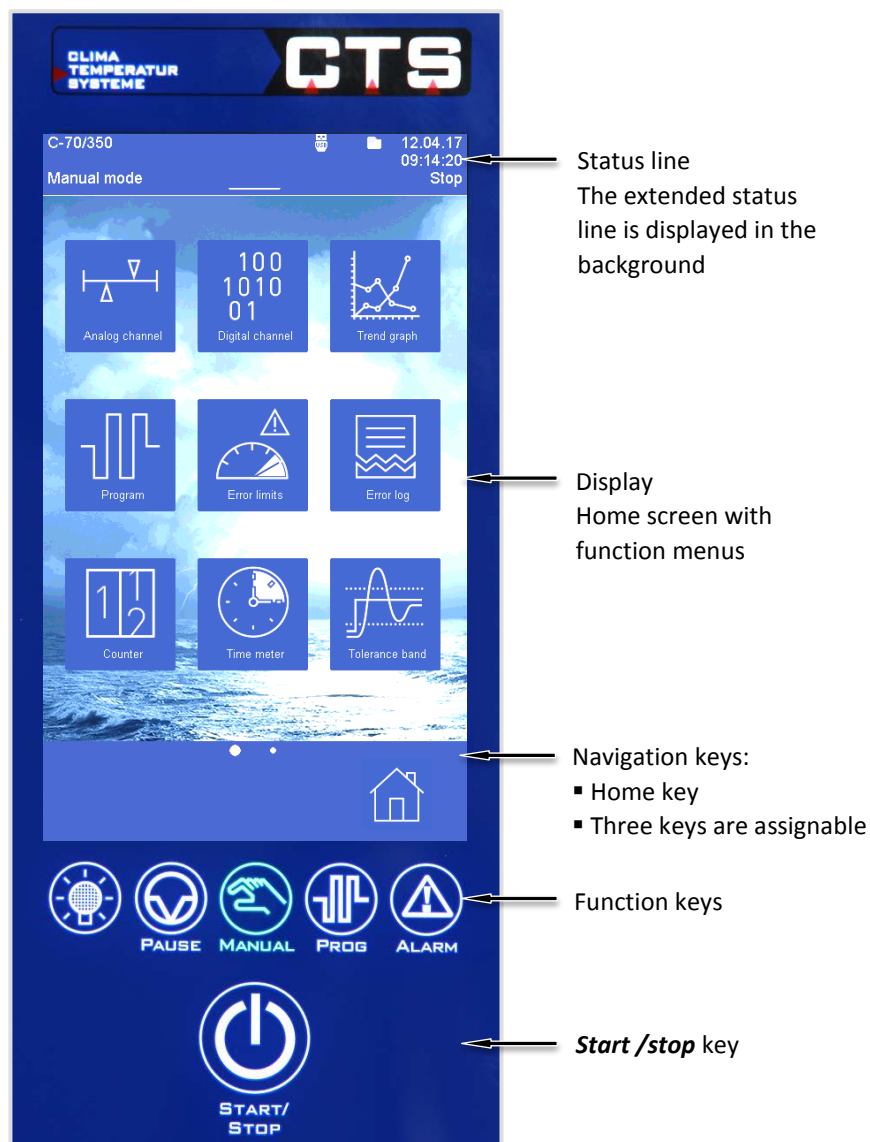 CLIMA
TEMPERATUR
SYSTEME
CTS
C-70/350
USB
12.04.17
09:14:20
Manual mode
Stop
Status line
The extended status
line is displayed in the
background
100
1010
01
Analog channel
Digital channel
Trend graph
Program
Error limits
Error log
Display
Home screen with
function menus
1
1
2
Counter
Time meter
Tolerance band
Navigation keys:
▪ Home key
▪ Three keys are assignable
Function keys
PAUSE
MANUAL
PROG
ALARM
Start /stop key
START/
STOP